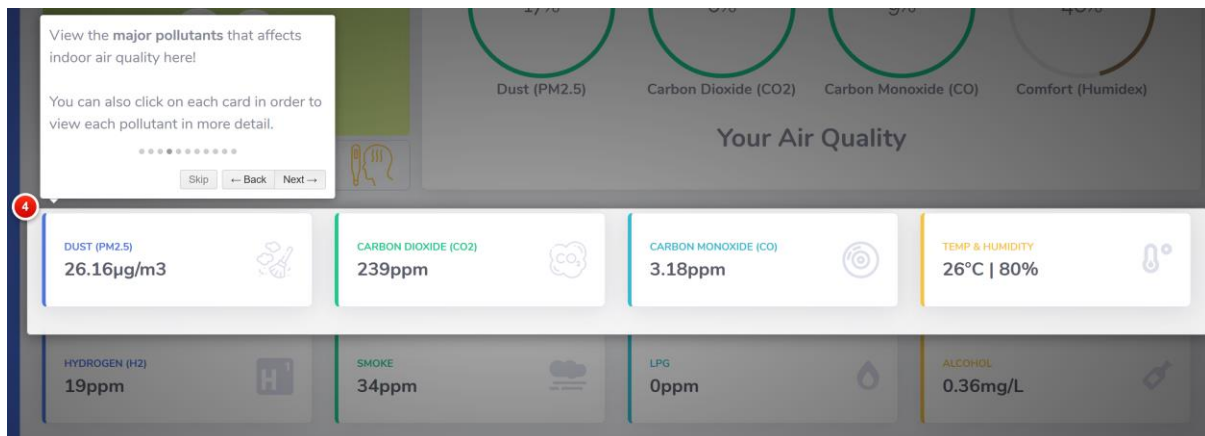 View the major pollutants that affects
indoor air quality here!
You can also click on each card in order to
view each pollutant in more detail.
Skip
← Back
Next →
Dust (PM2.5)
Carbon Dioxide (CO2)
Carbon Monoxide (CO)
Comfort (Humidex)
Your Air Quality
4
DUST (PM2.5)
26.16µg/m3
CARBON DIOXIDE (CO2)
239ppm
CO₂
CARBON MONOXIDE (CO)
3.18ppm
TEMP & HUMIDITY
26°C | 80%
HYDROGEN (H2)
19ppm
H
SMOKE
34ppm
LPG
0ppm
ALCOHOL
0.36mg/L